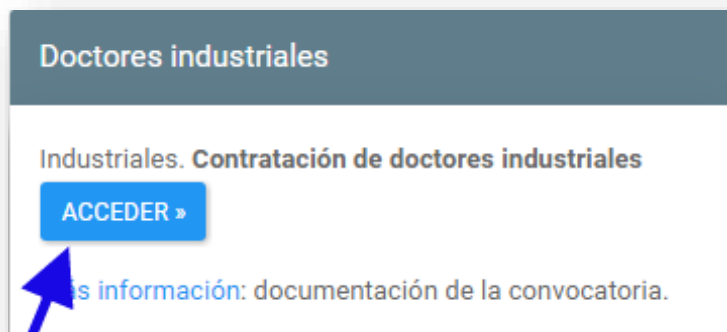 Doctores industriales
Industriales. Contratación de doctores industriales
ACCEDER »
información: documentación de la convocatoria.